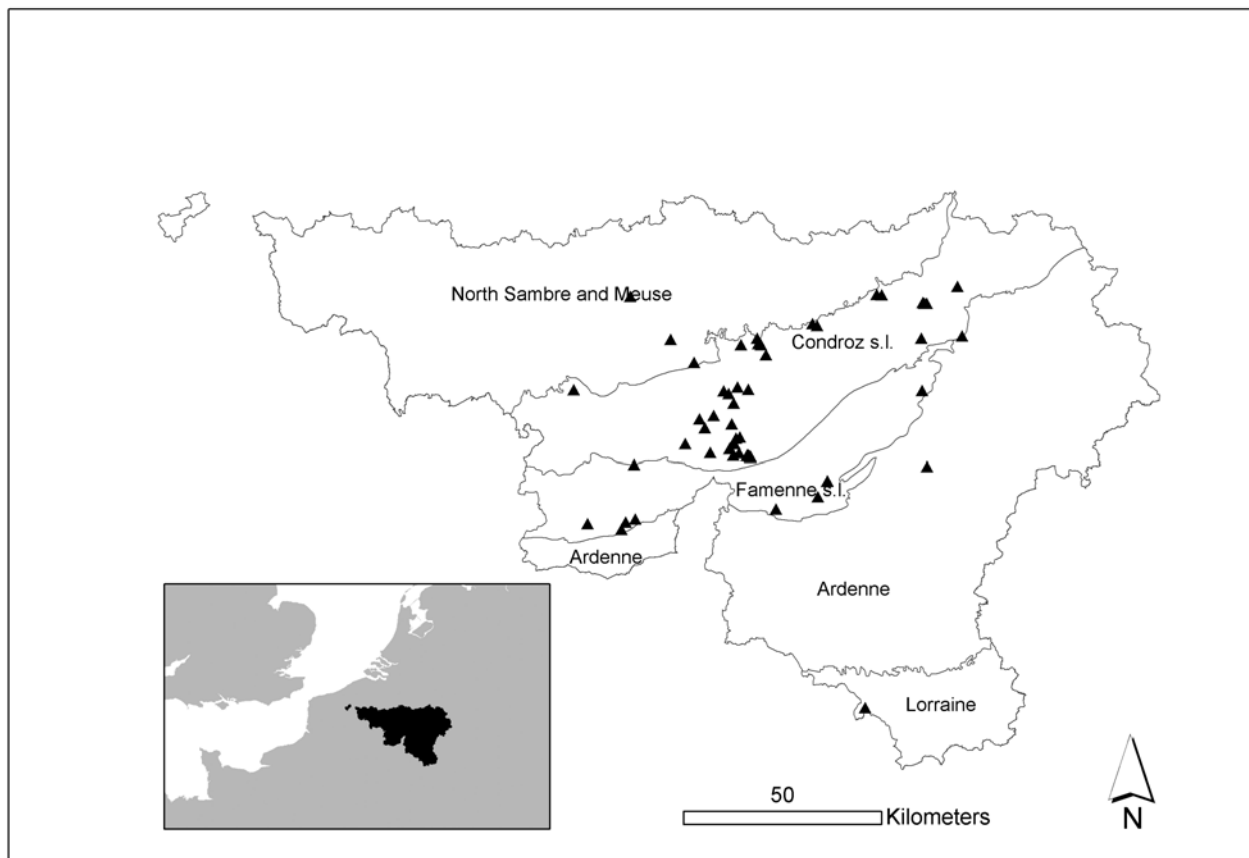 North Sambre and Meuse
Condroz s.l.
Famenne s.l.
Ardenne
Ardenne
Lorraine
50
Kilometers
N